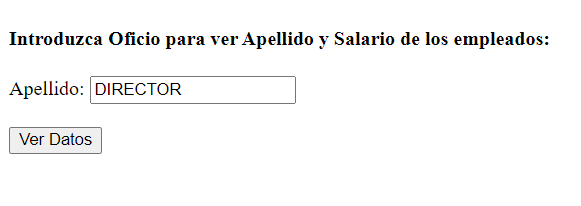 Introduzca Oficio para ver Apellido y Salario de los empleados:
Apellido: DIRECTOR
Ver Datos